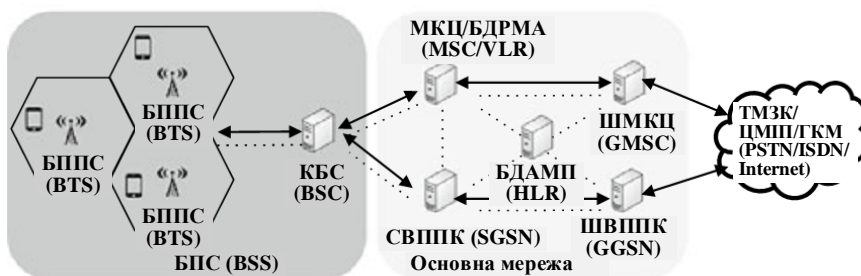 БППС
(BTS)
БППС
(BTS)
БППС
(BTS)
БПС (BSS)
КБС
(BSC)
МКЦ/БДРМА
(MSC/VLR)
БДАМП
(HLR)
СВППК (SGSN)
ШМКЦ
(GMSC)
ШВППК
(GGSN)
Основна мережа
ТМЗК/
ЦМІП/ГКМ
(PSTN/ISDN/
Internet)